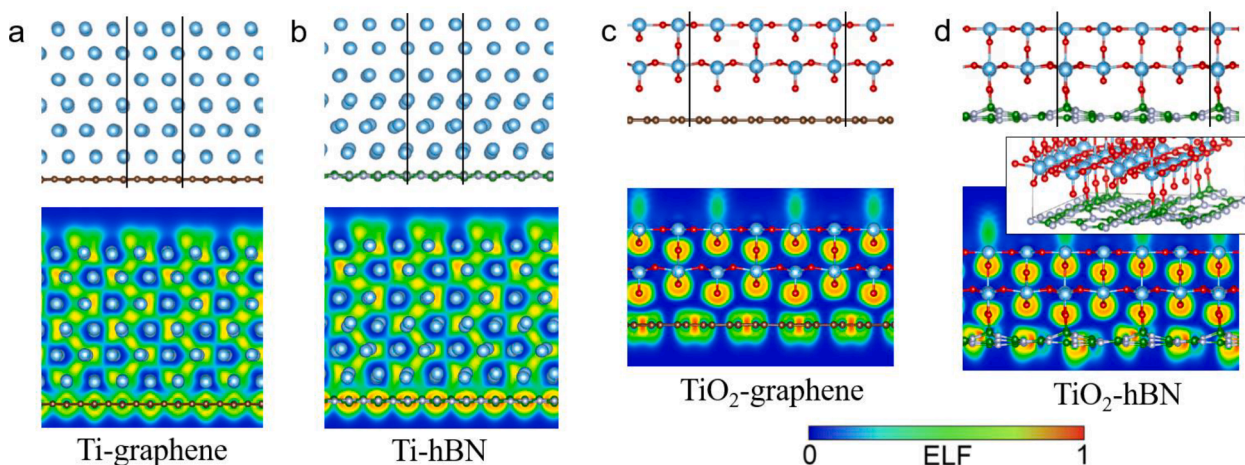 a
b
c
d
Ti-graphene
Ti-hBN
TiO₂-graphene
TiO₂-hBN
0
ELF
1